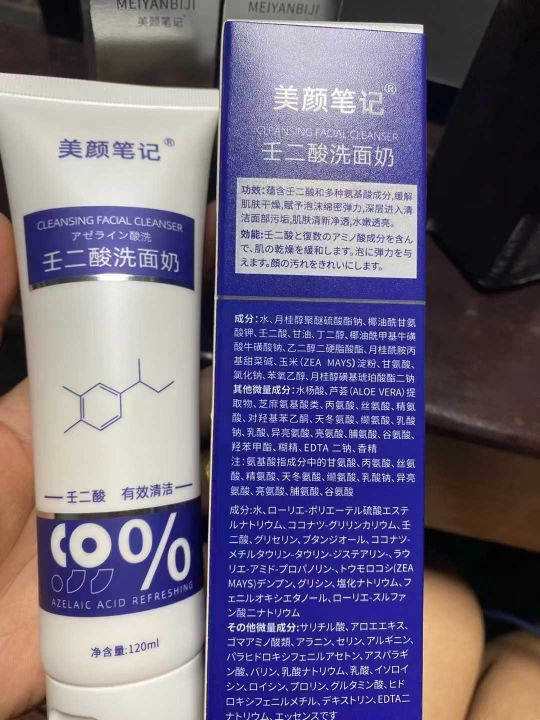 MEIYANBIJI
美颜笔记®
MEIYANBIJI
美颜笔记®
CLEANSING FACIAL CLEANSER
アゼライン酸洗
壬二酸洗面奶
壬二酸 有效清洁
%
AZELAIC ACID REFRESHING
净含量:120ml
美颜笔记®
CLEANSING FACIAL CLEANSER
壬二酸洗面奶
功效:蕴含壬二酸和多种氨基酸成分,缓解
肌肤干燥,赋予泡沫绵密弹力,深层进入清
洁面部污垢,肌肤清新净透,水嫩透亮。
効能:壬二酸と復数のアミノ酸成分を含ん
で、肌の乾燥を緩和します。泡に弾力を与
えます。顔の汚れをきれいにします。
成分:水、月桂醇聚醚硫酸酯钠、椰油酰甘氨
酸钾、壬二酸、甘油、丁二醇、椰油酰甲基牛磺
酸牛磺酸钠、乙二醇二硬脂酸酯、月桂酰胺丙
基甜菜碱、玉米(ZEA MAYS)淀粉、甘氨酸、
氯化钠、苯氧乙醇、月桂醇磺基琥珀酸酯二钠
其他微量成分:水杨酸、芦荟(ALOE VERA)提
取物、芝麻氨基酸类、丙氨酸、丝氨酸、精氨
酸、对羟基苯乙酮、天冬氨酸、缬氨酸、乳酸
钠、乳酸、异亮氨酸、亮氨酸、脯氨酸、谷氨酸、
羟苯甲酯、糊精、EDTA 二钠、香精
注:氨基酸指成分中的甘氨酸、丙氨酸、丝氨
酸、精氨酸、天冬氨酸、缬氨酸、乳酸钠、异亮
氨酸、亮氨酸、脯氨酸、谷氨酸
成分:水、ローリエ-ポリエーテル硫酸エステ
ルナトリウム、ココナツ-グリリンカリウム、壬
二酸、グリセリン、ブタンジオール、ココナツ-
メチルタウリン-タウリン-ジステアリン-、ラウ
リエ-アミド-プロパノリン-、トウモロコシ(ZEA
MAYS)デンプン、グリシン、塩化ナトリウム、フ
ェニルオキシエタノール、ローリエ-スルファ
ン酸二ナトリウム
その他微量成分:サリチル酸、アロエエキス、
ゴマアミノ酸類、アラニン、セリン、アルギニン、
パラヒドロキシフェニルアセトン、アスパラギ
ン酸、バリン、乳酸ナトリウム、乳酸、イソロイ
シン、ロイシン、プロリン、グルタミン酸、ヒド
ロキシフェニルメチル、デキストリン、EDTA二
ナトリウム、エッセンスです